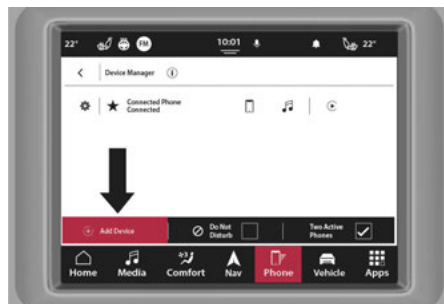 22° FM 10:01 22°
Device Manager
Connected Phone
Connected
Add Device
Do Not
Disturb
Two Active
Phones
Home Media Comfort Nav Phone Vehicle Apps